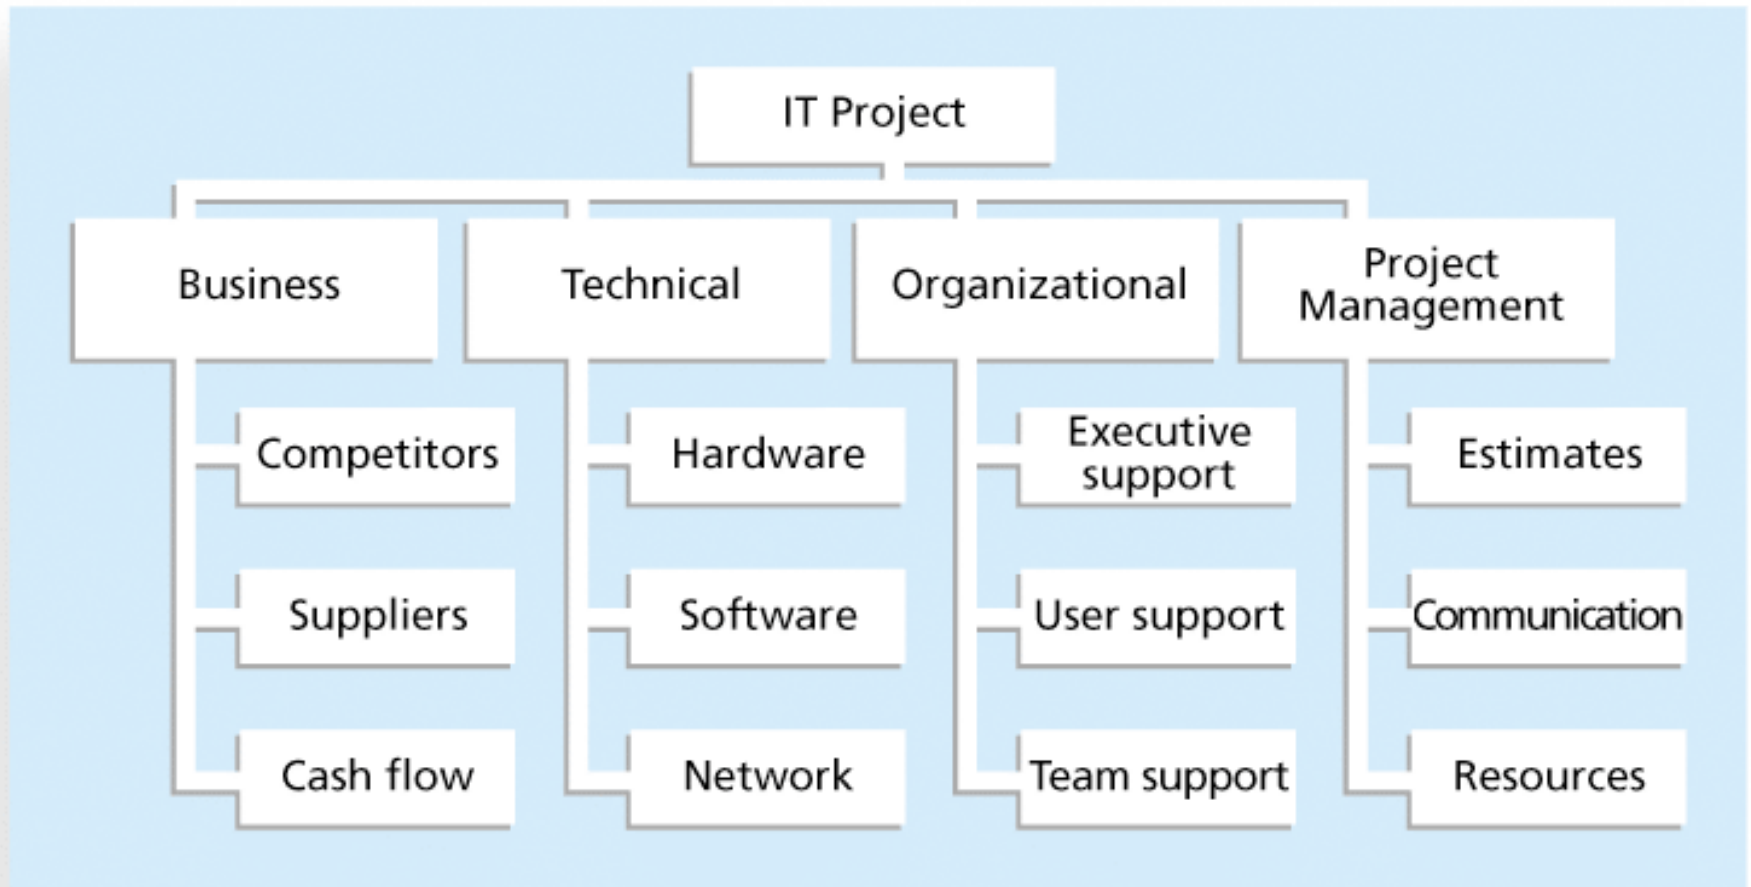 IT Project
Business
Technical
Organizational
Project
Management
Competitors
Hardware
Executive
support
Estimates
Suppliers
Software
User support
Communication
Cash flow
Network
Team support
Resources